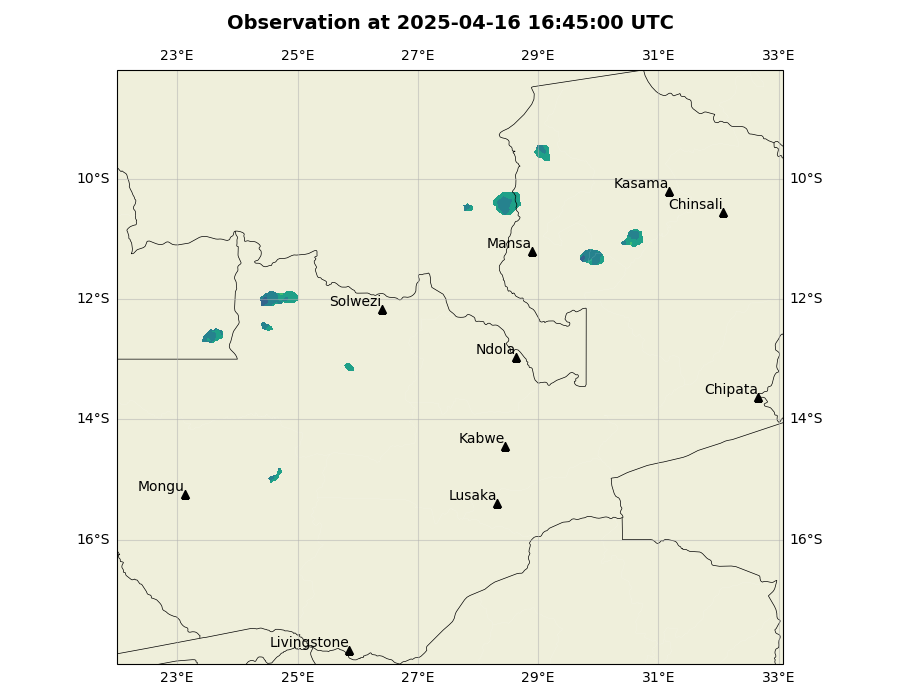 Observation at 2025-04-16 16:45:00 UTC
23°E 25°E 27°E 29°E 31°E 33°E
10°S 10°S
Kasama
Chinsali
Mansa
12°S 12°S
Solwezi
Ndola
Chipata
14°S 14°S
Kabwe
Mongu
Lusaka
16°S 16°S
Livingstone
23°E 25°E 27°E 29°E 31°E 33°E